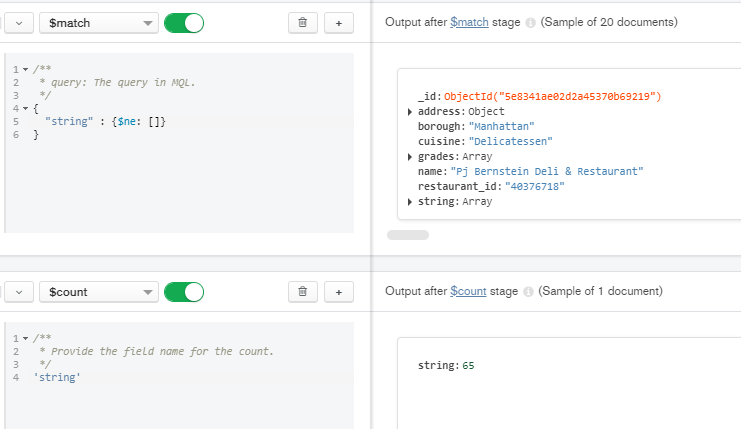 $match
+
Output after $match stage (Sample of 20 documents)
1 /**
2 * query: The query in MQL.
3 */
4 {
5 "string" : {$ne: []}
6 }
_id: ObjectId("5e8341ae02d2a45370b69219")
address: Object
borough: "Manhattan"
cuisine: "Delicatessen"
grades: Array
name: "Pj Bernstein Deli & Restaurant"
restaurant_id: "40376718"
string: Array
$count
+
Output after $count stage (Sample of 1 document)
1 /**
2 * Provide the field name for the count.
3 */
4 'string'
string: 65